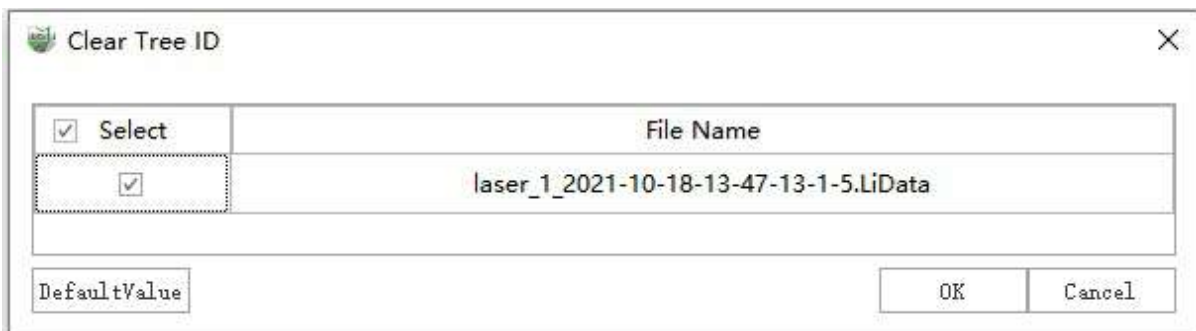 Clear Tree ID
Select File Name
laser_1_2021-10-18-13-47-13-1-5.LiData
DefaultValue OK Cancel